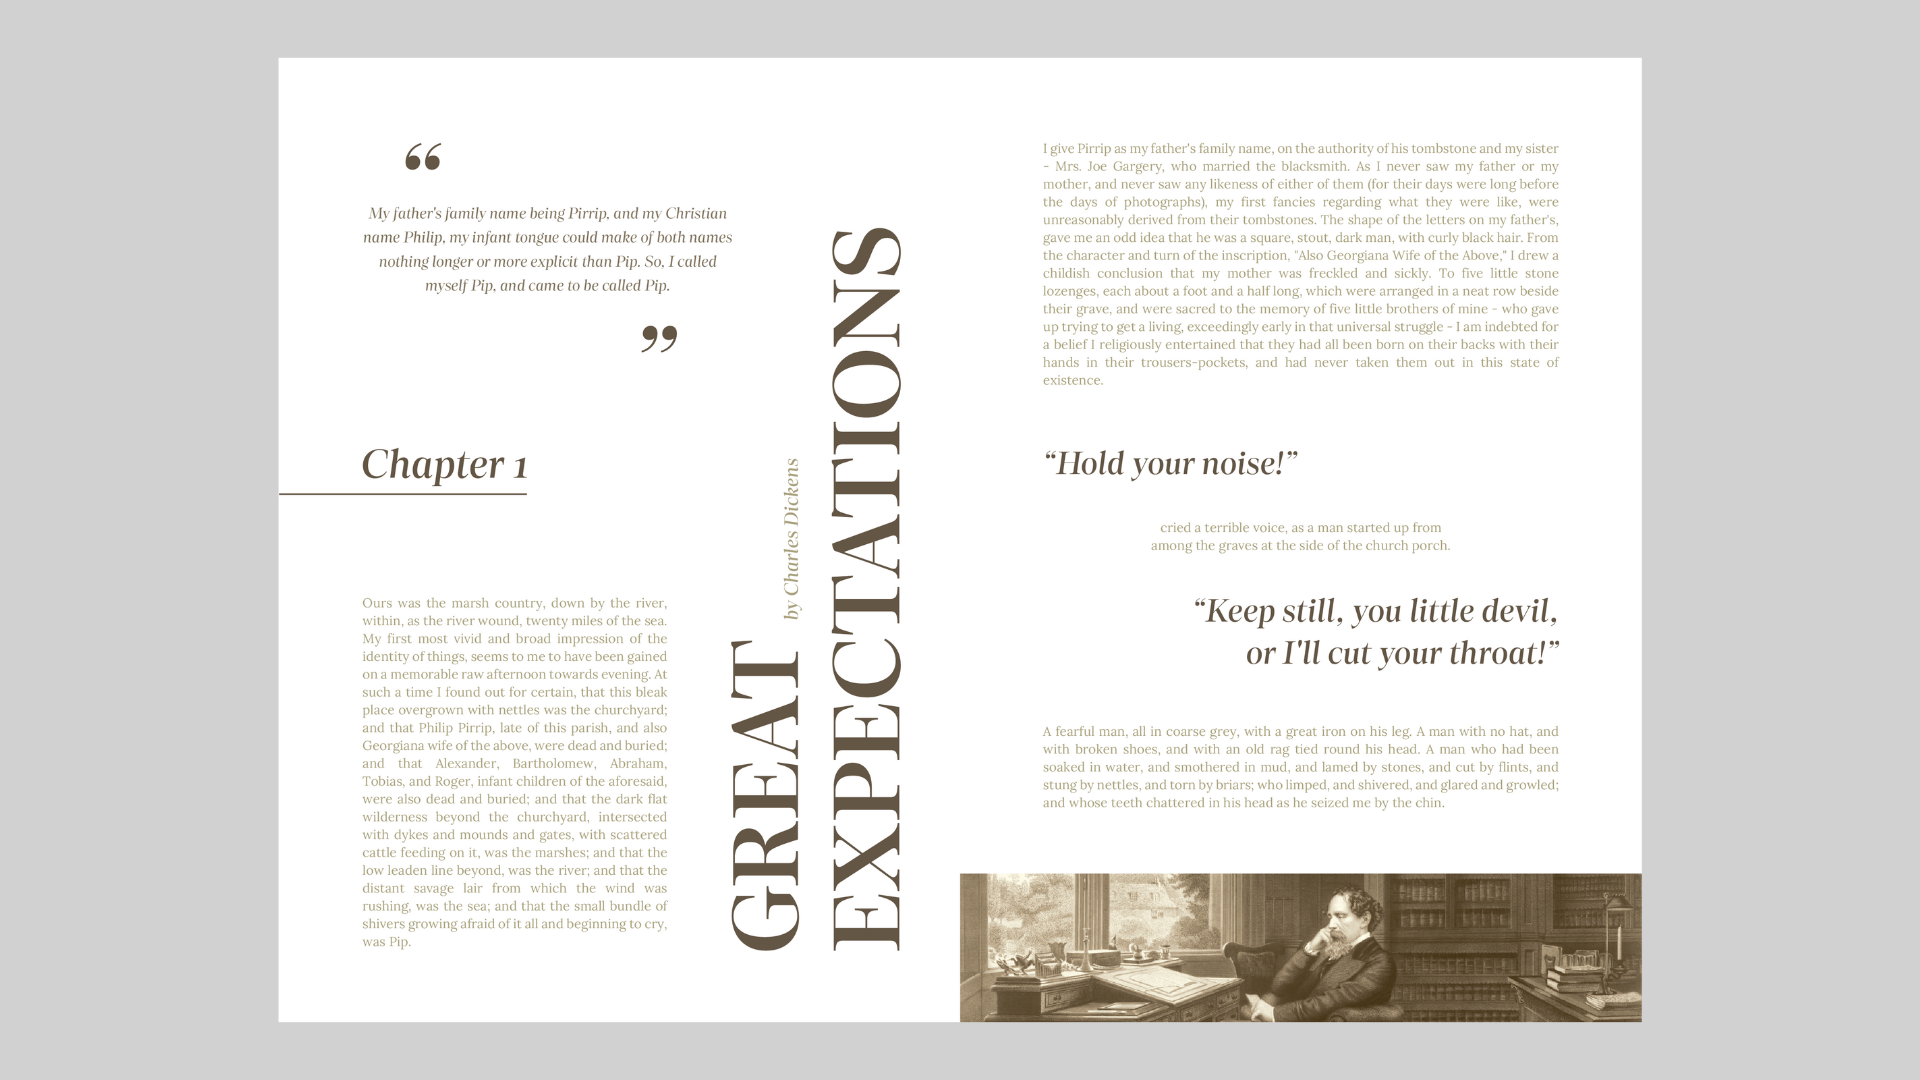 “
My father's family name being Pirrip, and my Christian
name Philip, my infant tongue could make of both names
nothing longer or more explicit than Pip. So, I called
myself Pip, and came to be called Pip.
”
Chapter 1
Ours was the marsh country, down by the river,
within, as the river wound, twenty miles of the sea.
My first most vivid and broad impression of the
identity of things, seems to me to have been gained
on a memorable raw afternoon towards evening. At
such a time I found out for certain, that this bleak
place overgrown with nettles was the churchyard;
and that Philip Pirrip, late of this parish, and also
Georgiana wife of the above, were dead and buried;
and that Alexander, Bartholomew, Abraham,
Tobias, and Roger, infant children of the aforesaid,
were also dead and buried; and that the dark flat
wilderness beyond the churchyard, intersected
with dykes and mounds and gates, with scattered
cattle feeding on it, was the marshes; and that the
low leaden line beyond, was the river; and that the
distant savage lair from which the wind was
rushing, was the sea; and that the small bundle of
shivers growing afraid of it all and beginning to cry,
was Pip.
GREAT
EXPECTATIONS
by Charles Dickens
I give Pirrip as my father's family name, on the authority of his tombstone and my sister
- Mrs. Joe Gargery, who married the blacksmith. As I never saw my father or my
mother, and never saw any likeness of either of them (for their days were long before
the days of photographs), my first fancies regarding what they were like, were
unreasonably derived from their tombstones. The shape of the letters on my father's,
gave me an odd idea that he was a square, stout, dark man, with curly black hair. From
the character and turn of the inscription, "Also Georgiana Wife of the Above," I drew a
childish conclusion that my mother was freckled and sickly. To five little stone
lozenges, each about a foot and a half long, which were arranged in a neat row beside
their grave, and were sacred to the memory of five little brothers of mine - who gave
up trying to get a living, exceedingly early in that universal struggle - I am indebted for
a belief I religiously entertained that they had all been born on their backs with their
hands in their trousers-pockets, and had never taken them out in this state of
existence.
“Hold your noise!”
cried a terrible voice, as a man started up from
among the graves at the side of the church porch.
“Keep still, you little devil,
or I'll cut your throat!”
A fearful man, all in coarse grey, with a great iron on his leg. A man with no hat, and
with broken shoes, and with an old rag tied round his head. A man who had been
soaked in water, and smothered in mud, and lamed by stones, and cut by flints, and
stung by nettles, and torn by briars; who limped, and shivered, and glared and growled;
and whose teeth chattered in his head as he seized me by the chin.